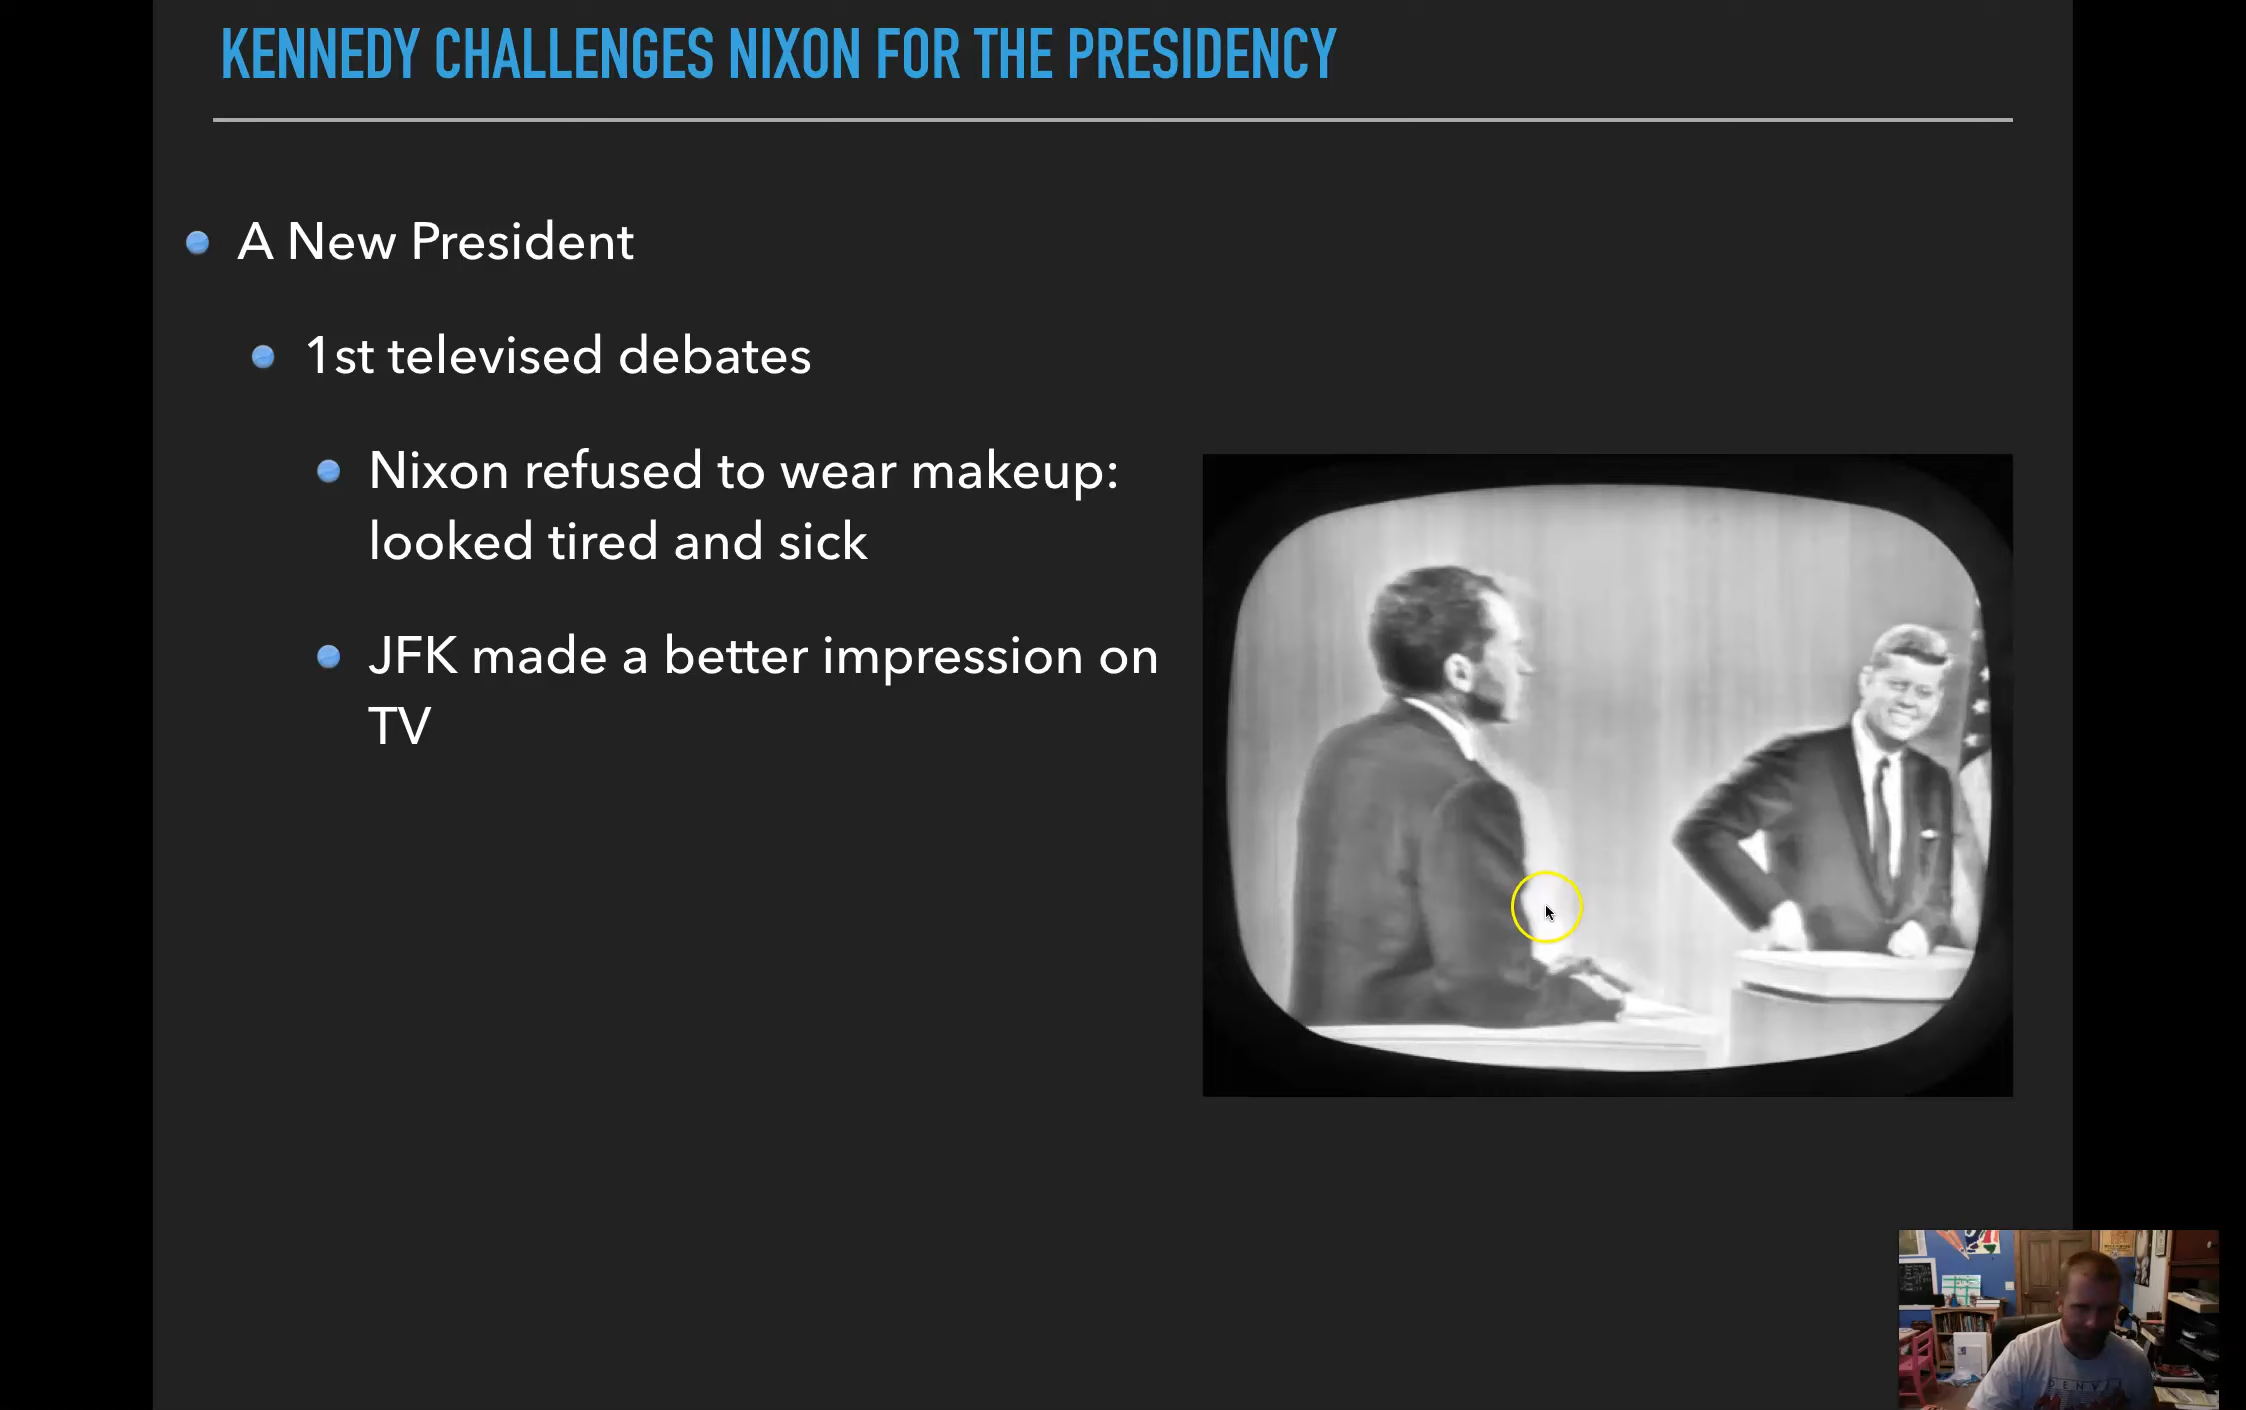 KENNEDY CHALLENGES NIXON FOR THE PRESIDENCY
A New President
1st televised debates
Nixon refused to wear makeup:
looked tired and sick
JFK made a better impression on
TV